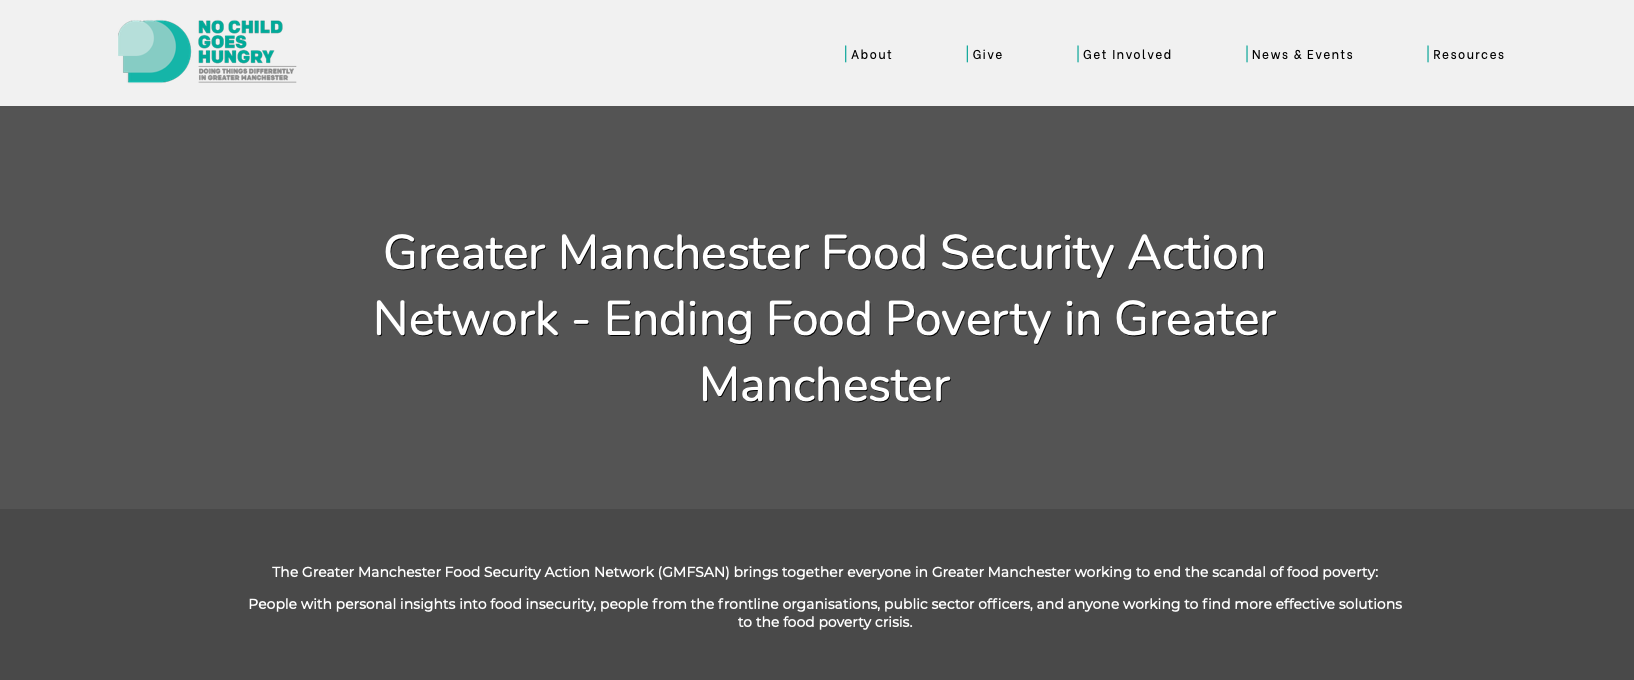 NO CHILD
GOES
HUNGRY
DOING THINGS DIFFERENTLY
IN GREATER MANCHESTER
About
Give
Get Involved
News & Events
Resources
Greater Manchester Food Security Action
Network - Ending Food Poverty in Greater
Manchester
The Greater Manchester Food Security Action Network (GMFSAN) brings together everyone in Greater Manchester working to end the scandal of food poverty:
People with personal insights into food insecurity, people from the frontline organisations, public sector officers, and anyone working to find more effective solutions
to the food poverty crisis.